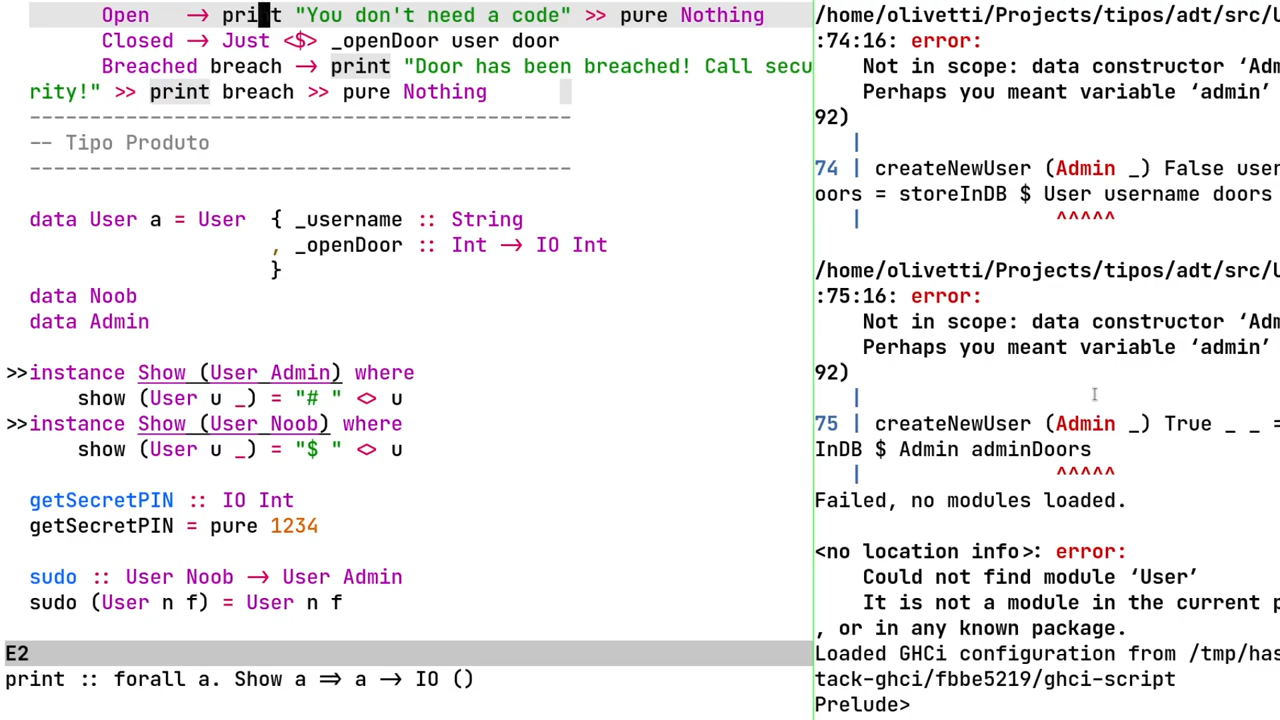 Open   -> print "You don't need a code" >> pure Nothing
Closed -> Just <$> _openDoor user door
Breached breach -> print "Door has been breached! Call secu
rity!" >> print breach >> pure Nothing
---------------------------------------------
-- Tipo Produto
---------------------------------------------
data User a = User  { _username :: String
, _openDoor :: Int -> IO Int
}
data Noob
data Admin
>>instance Show (User Admin) where
show (User u _) = "# " <> u
>>instance Show (User Noob) where
show (User u _) = "$ " <> u
getSecretPIN :: IO Int
getSecretPIN = pure 1234
sudo :: User Noob -> User Admin
sudo (User n f) = User n f
E2
print :: forall a. Show a => a -> IO ()
/home/olivetti/Projects/tipos/adt/src/U
:74:16: error:
Not in scope: data constructor ‘Adm
Perhaps you meant variable ‘admin’
92)
|
74 | createNewUser (Admin _) False user
oors = storeInDB $ User username doors
| ^^^^^
/home/olivetti/Projects/tipos/adt/src/U
:75:16: error:
Not in scope: data constructor ‘Adm
Perhaps you meant variable ‘admin’
92)
|
75 | createNewUser (Admin _) True _ _ =
InDB $ Admin adminDoors
| ^^^^^
Failed, no modules loaded.
<no location info>: error:
Could not find module ‘User’
It is not a module in the current p
, or in any known package.
Loaded GHCi configuration from /tmp/has
tack-ghci/fbbe5219/ghci-script
Prelude>